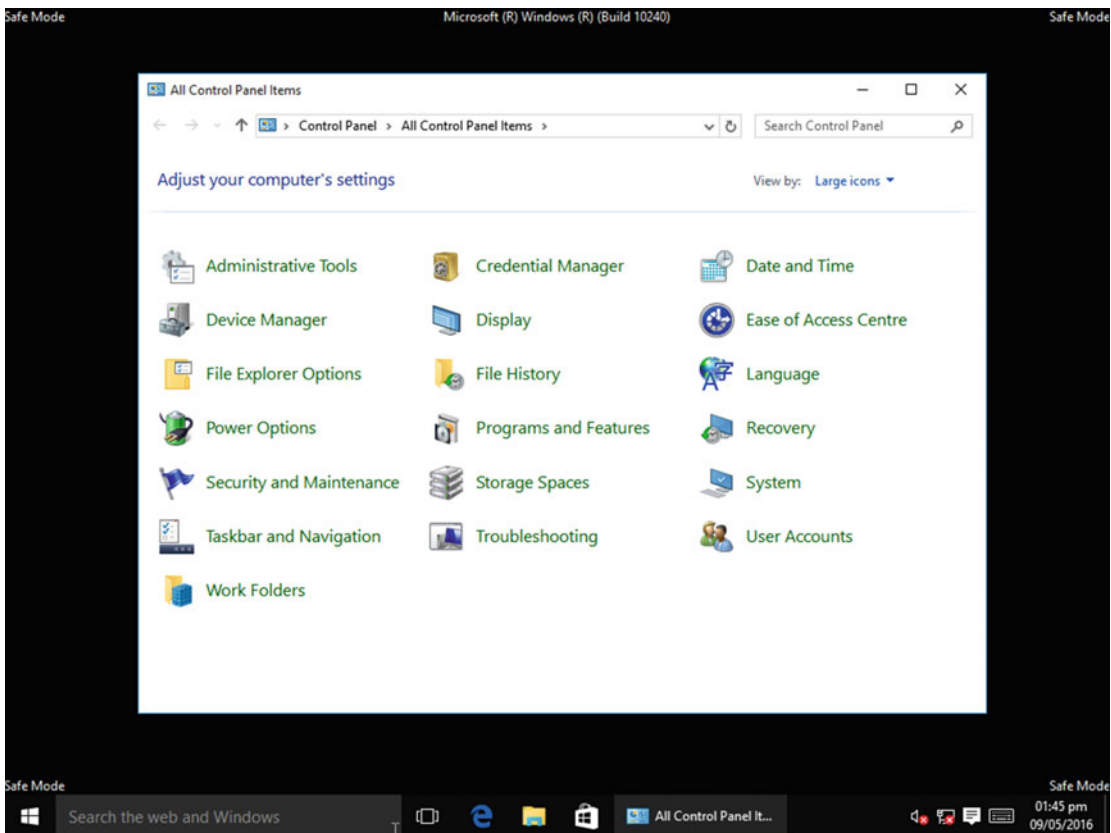 Safe Mode Microsoft (R) Windows (R) (Build 10240) Safe Mode
All Control Panel Items
Control Panel > All Control Panel Items > Search Control Panel
Adjust your computer's settings View by: Large icons
Administrative Tools Credential Manager Date and Time
Device Manager Display Ease of Access Centre
File Explorer Options File History Language
Power Options Programs and Features Recovery
Security and Maintenance Storage Spaces System
Taskbar and Navigation Troubleshooting User Accounts
Work Folders
Safe Mode Safe Mode
Search the web and Windows All Control Panel It... 01:45 pm
09/05/2016